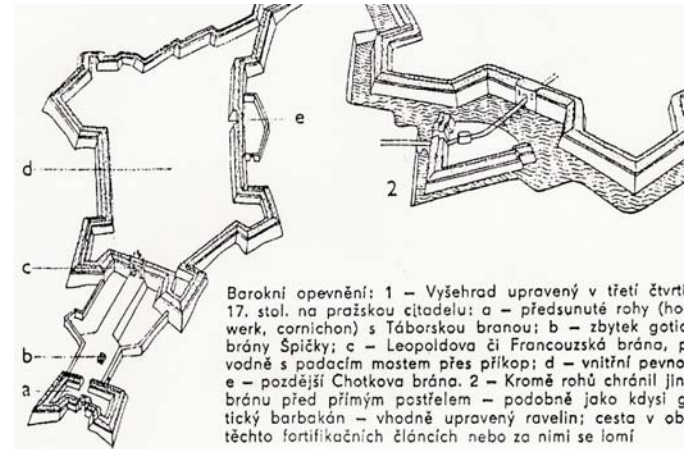 e
d
2
c
b
a
Barokní opevnění: 1 – Vyšehrad upravený v třetí čtvrti
17. stol. na pražskou citadelu: a – předsunuté rohy (ho
werk, cornichon) s Táborskou branou; b – zbytek gotic
brány Špičky; c – Leopoldova či Francouzská brána, p
vodně s padacím mostem přes příkop; d – vnitřní pevno
e – pozdější Chotkova brána. 2 – Kromě rohů chránil jin
bránu před přímým postřelem – podobně jako kdysi g
tický barbakán – vhodně upravený ravelin; cesta v ob
těchto fortifikačních článcích nebo za nimi se lomí